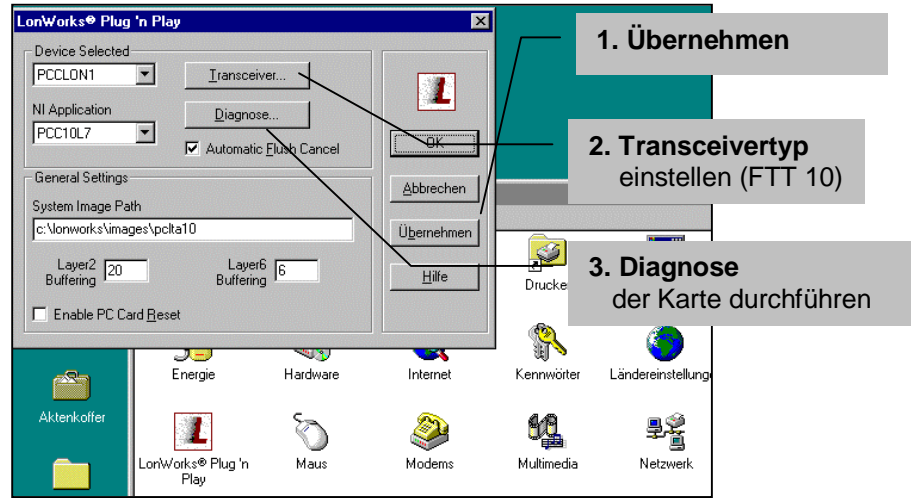 LonWorks® Plug 'n Play
Device Selected
PCCLON1
Transceiver...
NI Application
PCC10L7
Diagnose...
Automatic Flush Cancel
OK
General Settings
Abbrechen
System Image Path
c:\lonworks\images\pclta10
Übernehmen
Layer2 Buffering
20
Layer6 Buffering
6
Hilfe
Enable PC Card Reset
1. Übernehmen
2. Transceivertyp
einstellen (FTT 10)
3. Diagnose
der Karte durchführen
Drucke
Energie
Hardware
Internet
Kennwörter
Ländereinstellung
Aktenkoffer
LonWorks® Plug 'n
Play
Maus
Modems
Multimedia
Netzwerk